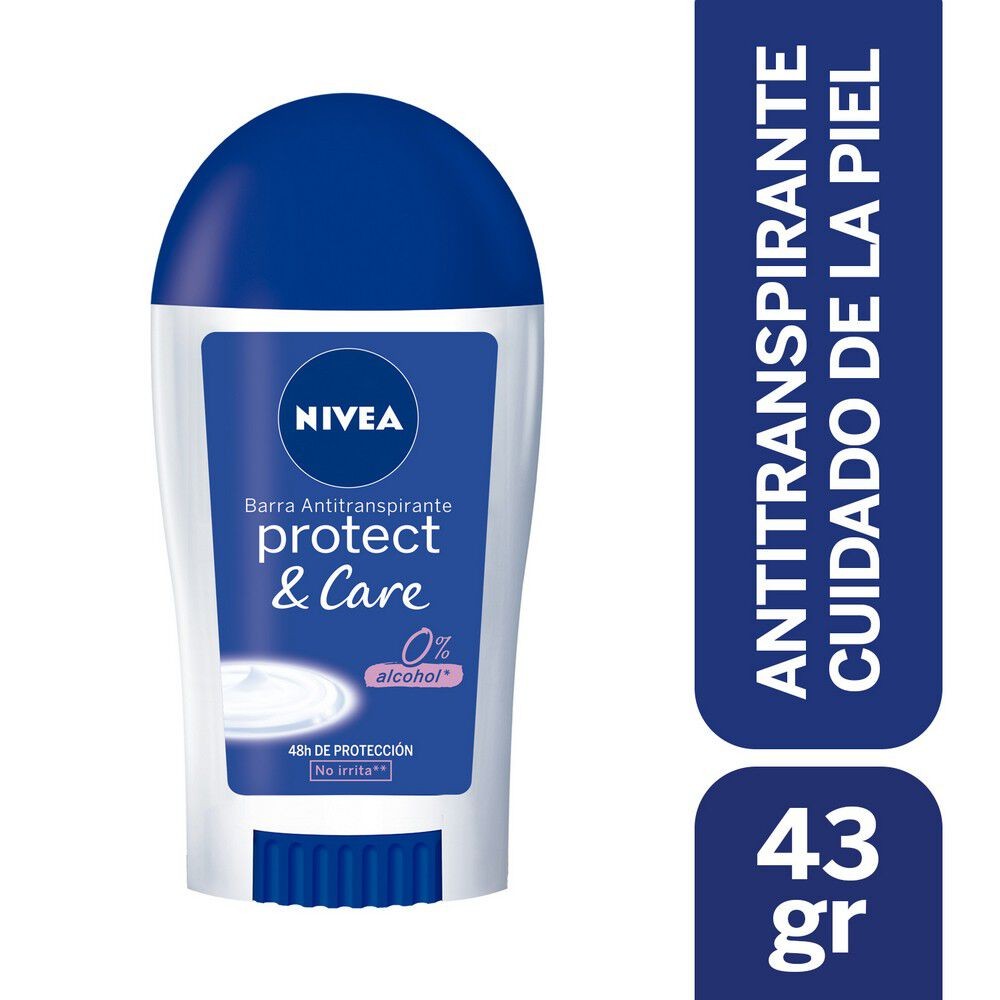 NIVEA
Barra Antitranspirante
protect
& Care
0%
alcohol*
48h DE PROTECCIÓN
No irrita**
ANTITRANSPIRANTE
CUIDADO DE LA PIEL
43
gr